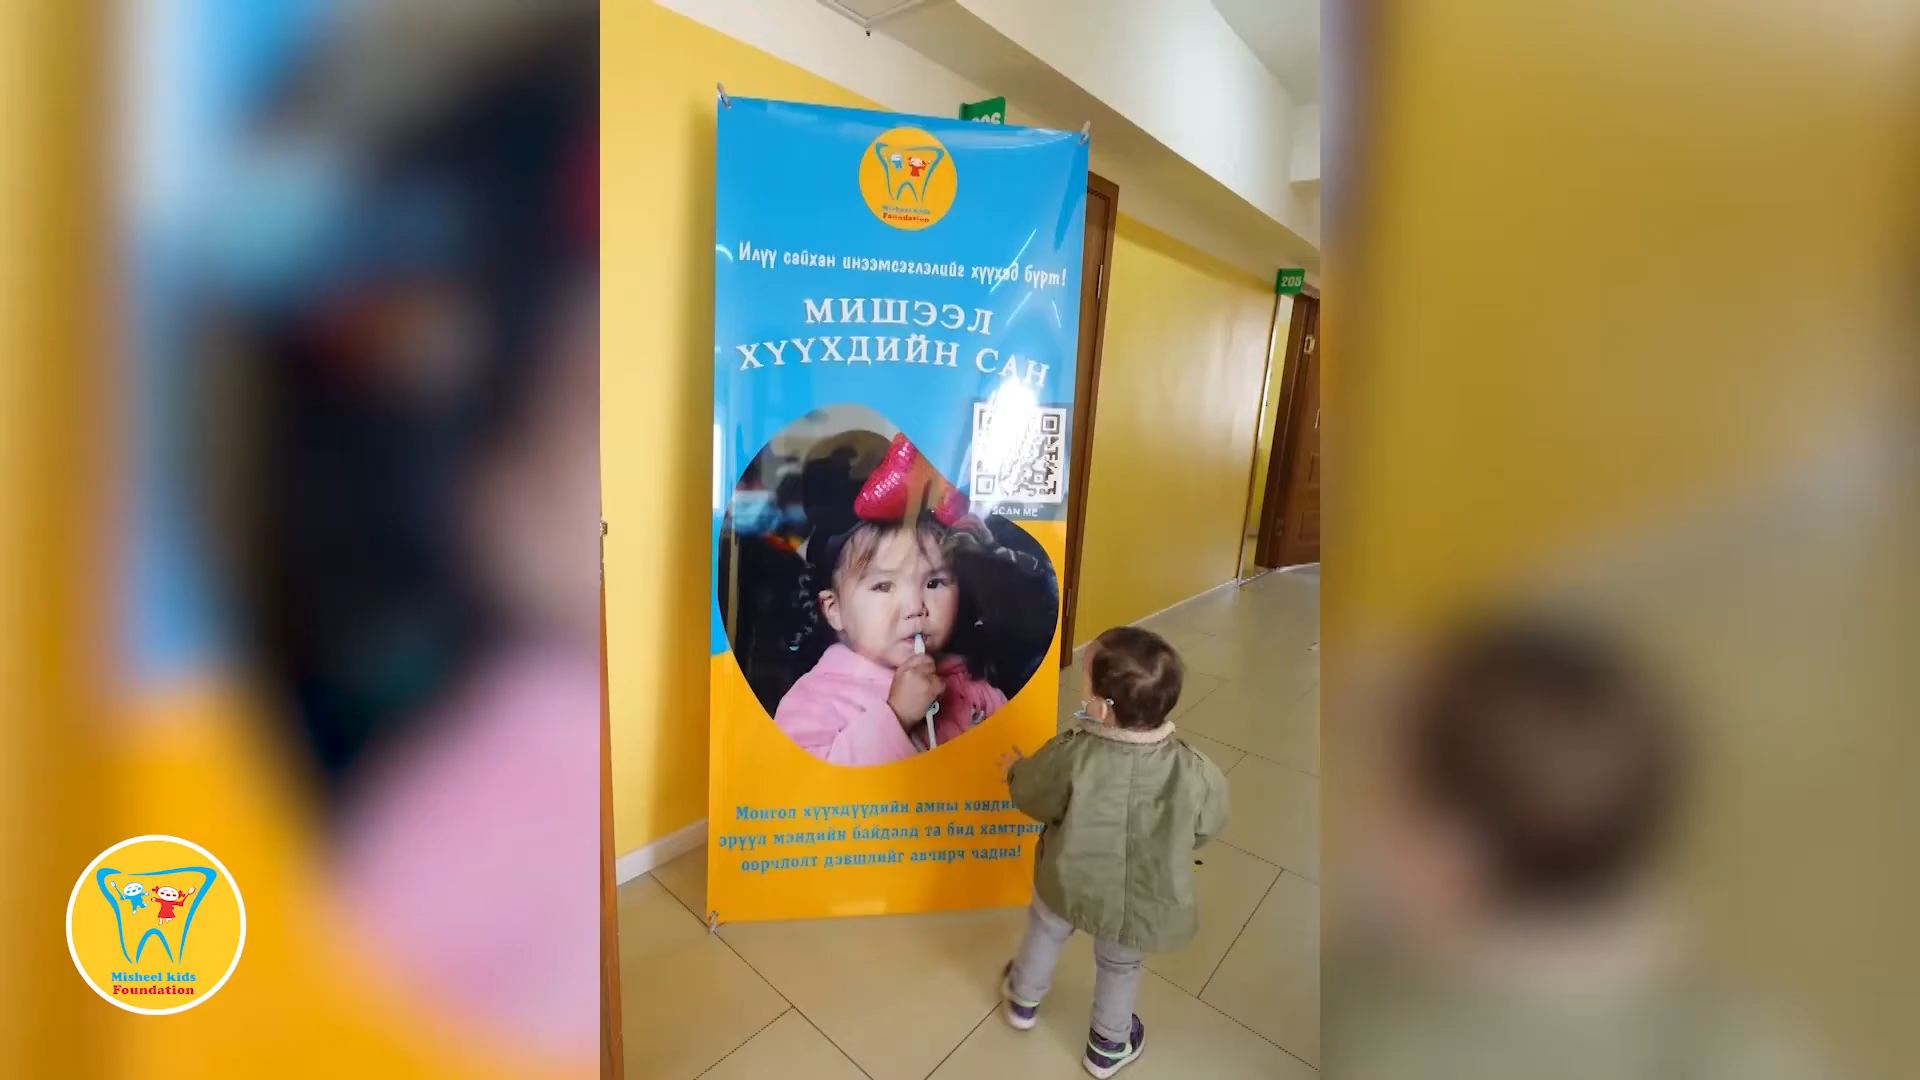 206
Misheel kids
Foundation
Илүү сайхан инээмсэглэлийг хүүхэд бүрт!
МИШЭЭЛ
ХҮҮХДИЙН САН
205
SCAN ME
Монгол хүүхдүүдийн амны
эрүүл мэндийн байдалд та бид хамтран
өөрчлөлт дэвшлийг авчирч чадна!
Misheel kids
Foundation